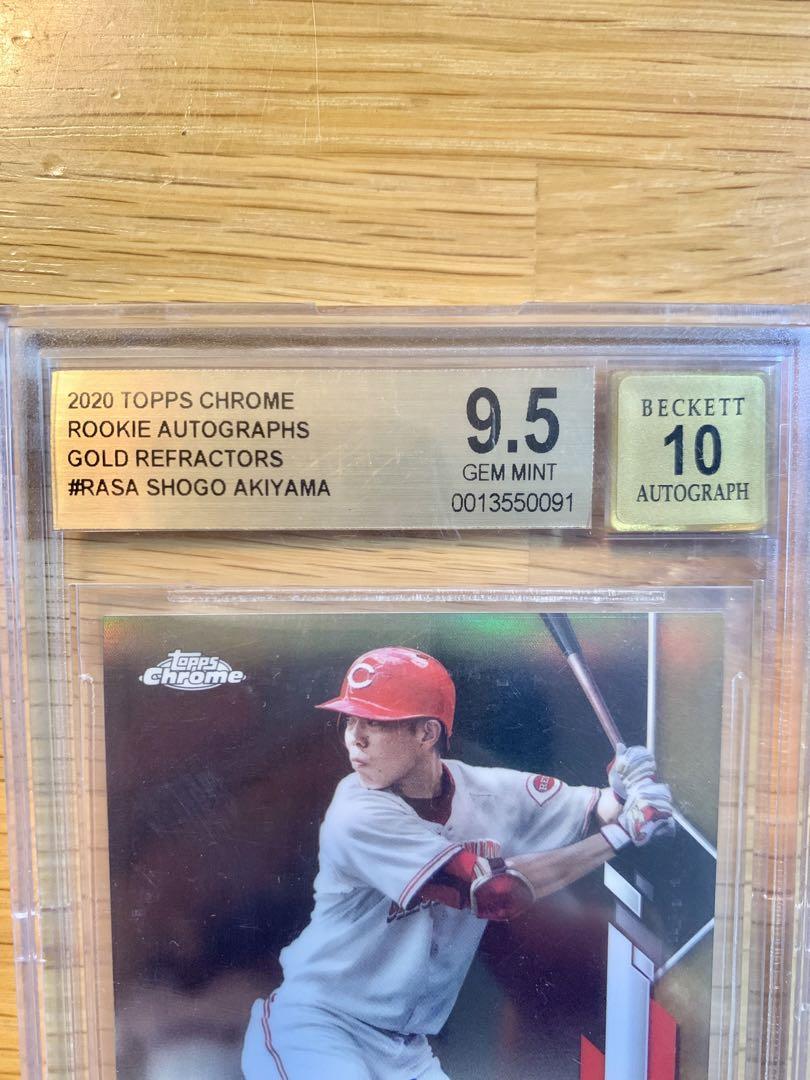 2020 TOPPS CHROME
ROOKIE AUTOGRAPHS
GOLD REFRACTORS
#RASA SHOGO AKIYAMA
9.5
GEM MINT
0013550091
BECKETT
10
AUTOGRAPH
topps
Chrome
C